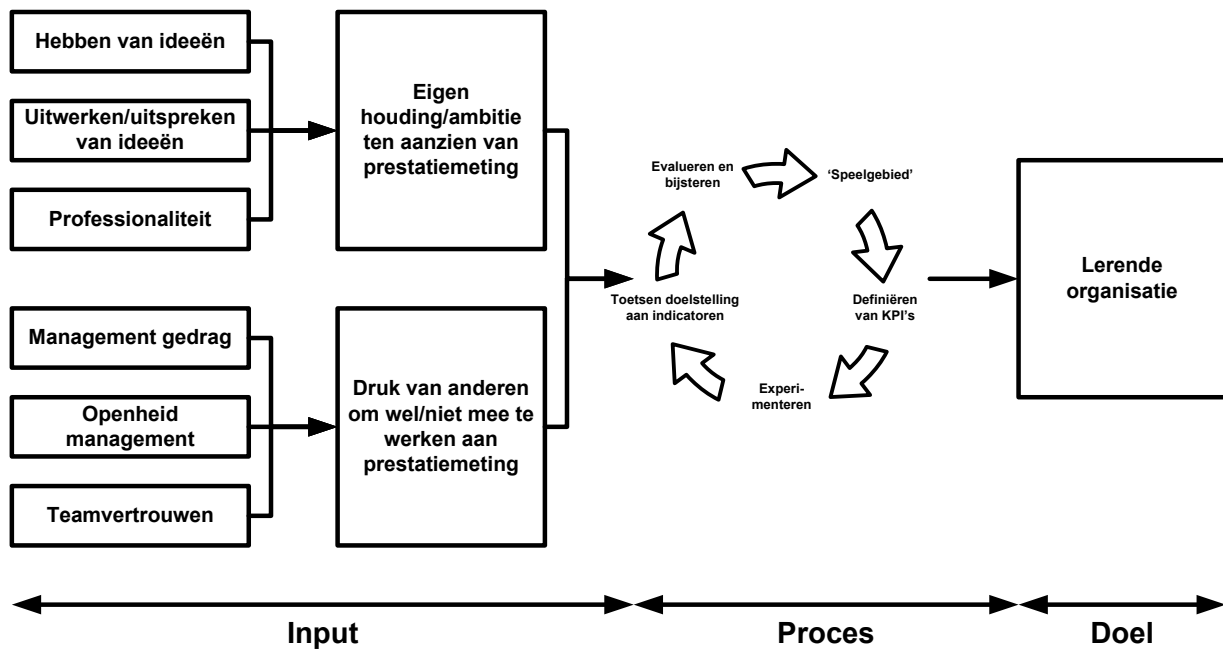 Hebben van ideeën
Uitwerken/uitspreken
van ideeën
Professionaliteit
Eigen
houding/ambitie
ten aanzien van
prestatiemeting
Management gedrag
Openheid
management
Teamvertrouwen
Druk van anderen
om wel/niet mee te
werken aan
prestatiemeting
Evalueren en
bijsteren
‘Speelgebied’
Definiëren
van KPI’s
Experi-
menteren
Toetsen doelstelling
aan indicatoren
Lerende
organisatie
Input
Proces
Doel